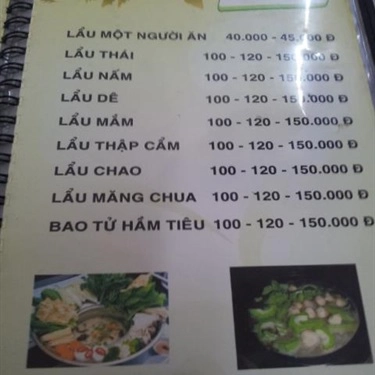 LẨU MỘT NGƯỜI ĂN 40.000 - 45.000 Đ
LẨU THÁI 100 - 120 - 150.000 Đ
LẨU NẤM 100 - 120 - 150.000 Đ
LẨU DÊ 100 - 120 - 150.000 Đ
LẨU MẮM 100 - 120 - 150.000 Đ
LẨU THẬP CẨM 100 - 120 - 150.000 Đ
LẨU CHAO 100 - 120 - 150.000 Đ
LẨU MĂNG CHUA 100 - 120 - 150.000 Đ
BAO TỬ HẦM TIÊU 100 - 120 - 150.000 Đ